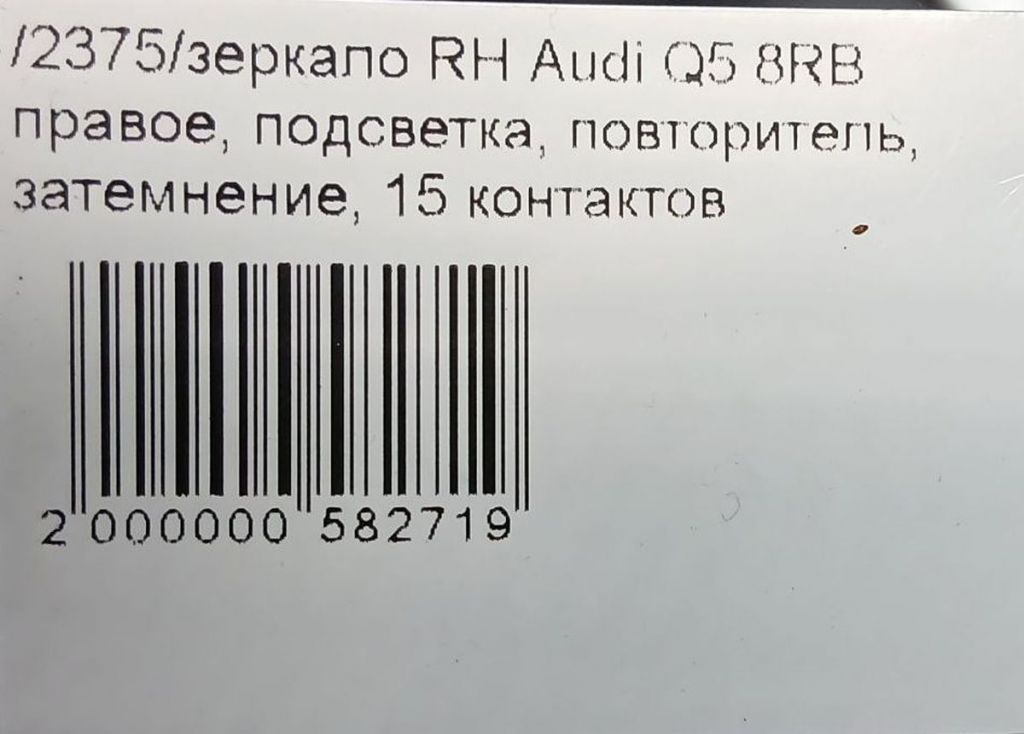 /2375/зеркало RH Audi Q5 8RB
правое, подсветка, повторитель,
затемнение, 15 контактов
2 000000 582719